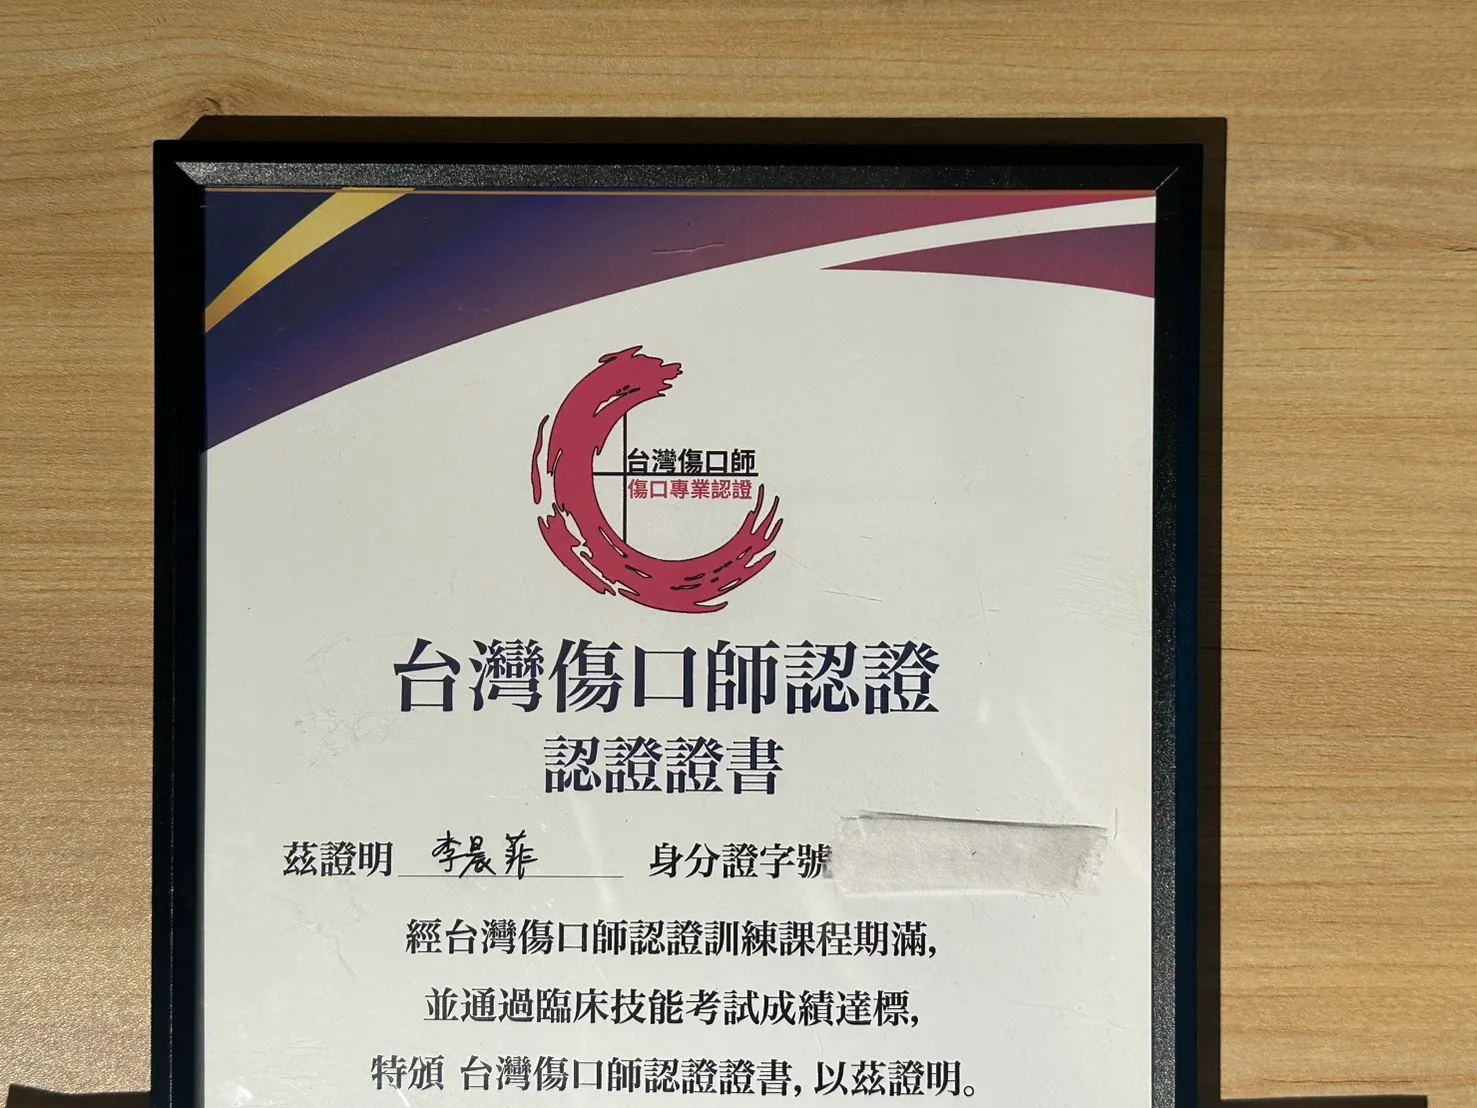 台灣傷口師
傷口專業認證
台灣傷口師認證
認證證書
茲證明 李晨菲 身分證字號
經台灣傷口師認證訓練課程期滿,
並通過臨床技能考試成績達標,
特頒 台灣傷口師認證證書, 以茲證明。